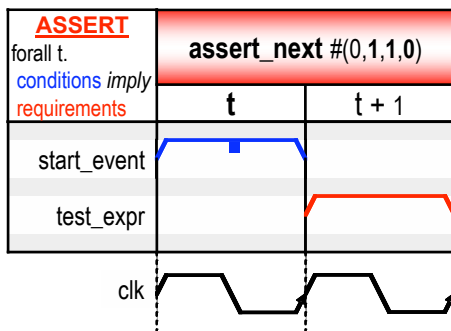 ASSERT
forall t.
conditions imply
requirements
assert_next #(0,1,1,0)
t
t + 1
start_event
test_expr
clk